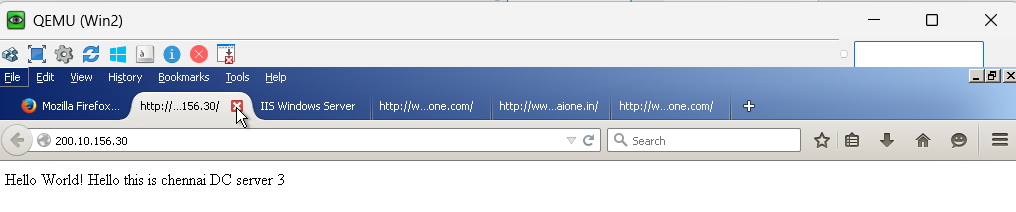 QEMU (Win2)
a
File Edit View History Bookmarks Tools Help
Mozilla Firefox... http://...156.30/ IIS Windows Server http://w...one.com/ http://ww...aione.in/ http://w...one.com/
200.10.156.30 Search
Hello World! Hello this is chennai DC server 3